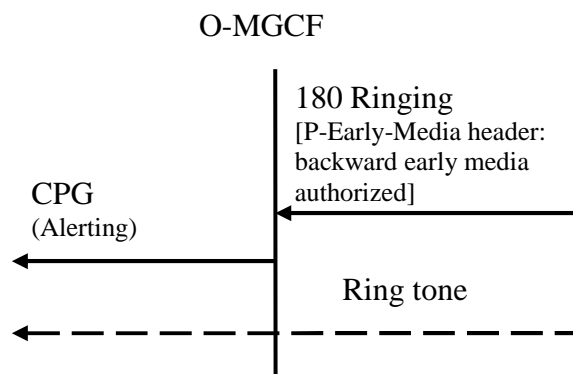 O-MGCF
180 Ringing
[P-Early-Media header:
backward early media
authorized]
CPG
(Alerting)
Ring tone